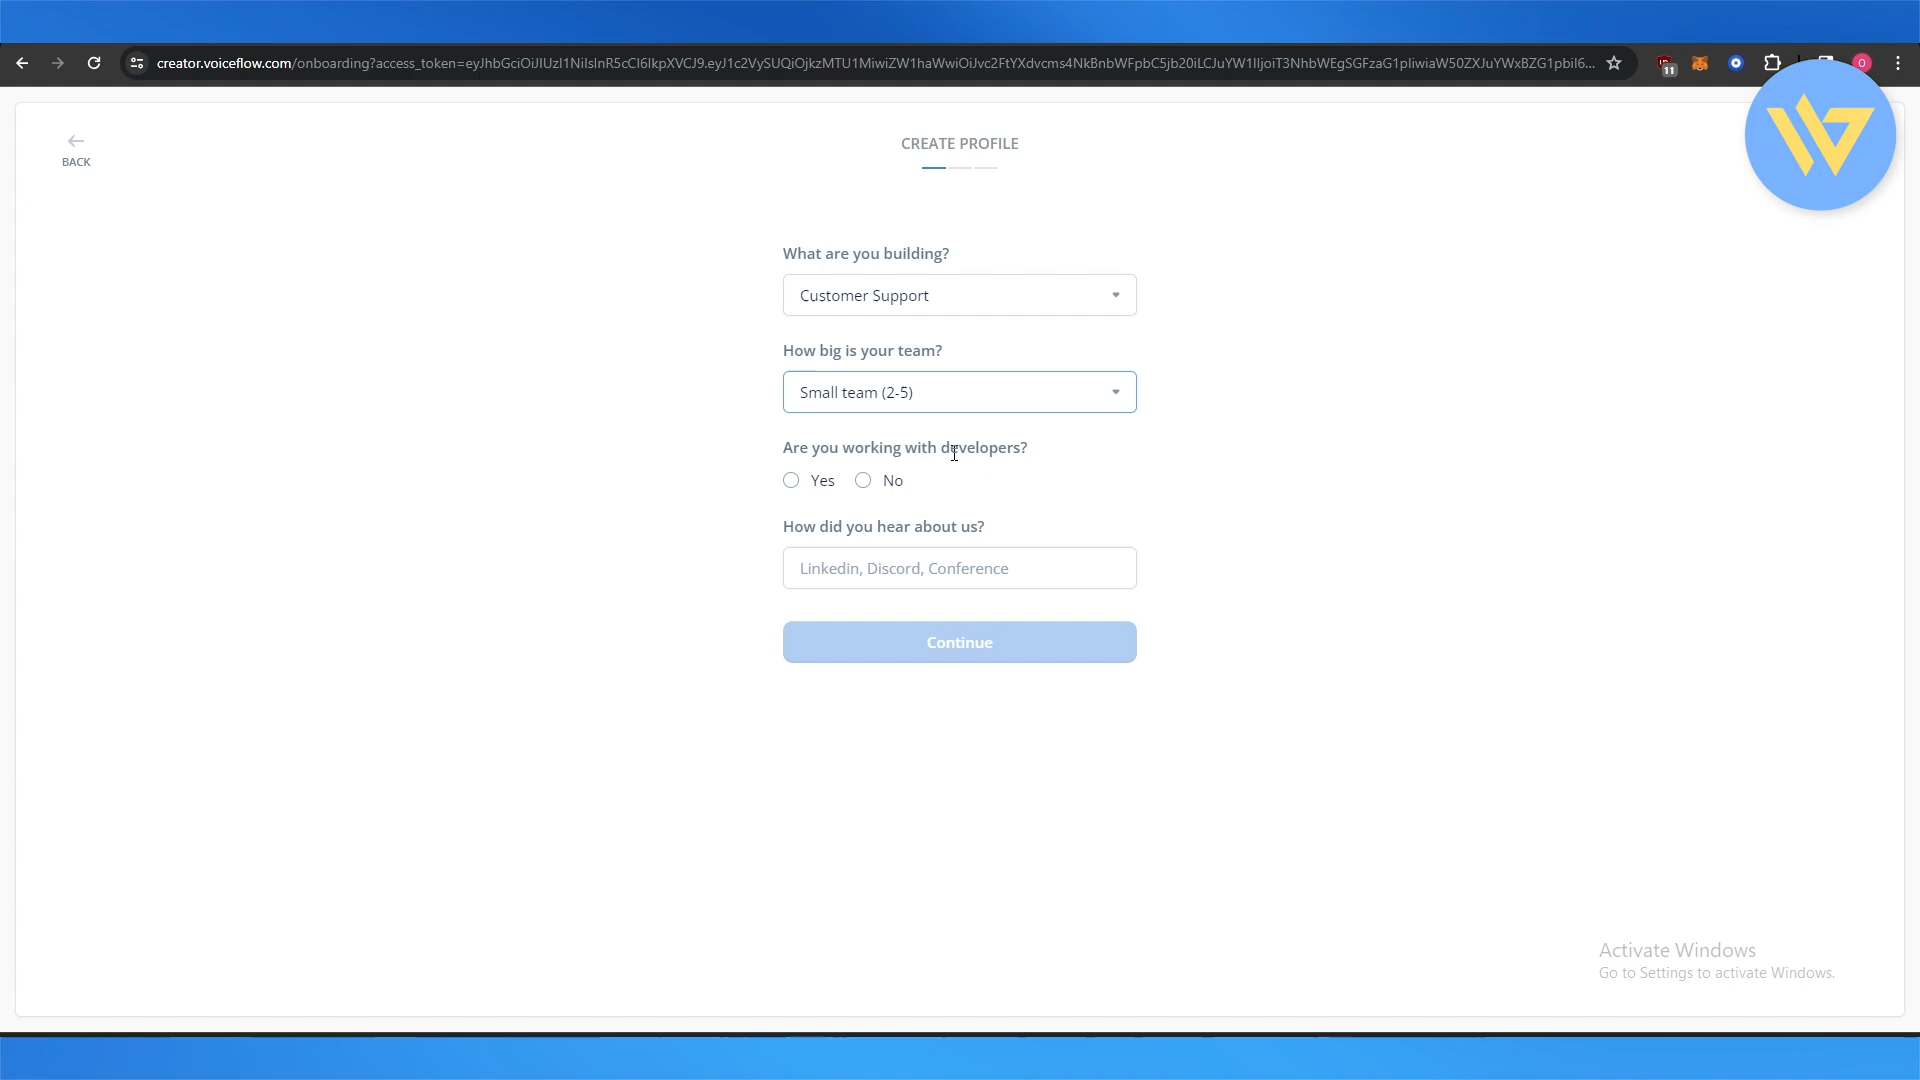 creator.voiceflow.com/onboarding?access_token=
11
O
BACK
CREATE PROFILE
What are you building?
Customer Support
How big is your team?
Small team (2-5)
Are you working with developers?
Yes No
How did you hear about us?
Linkedin, Discord, Conference
Continue
Activate Windows
Go to Settings to activate Windows.